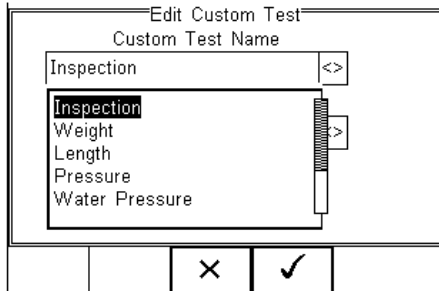 Edit Custom Test
Custom Test Name
Inspection <>
Inspection
Weight
Length
Pressure
Water Pressure